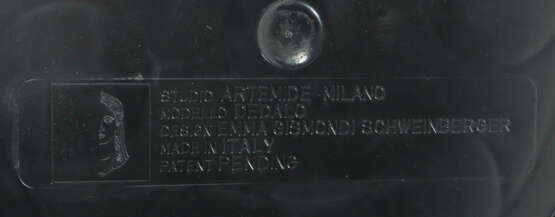 STUDIO ARTEMIDE-MILANO
MODELLO DEDALO
DESIGN EMMA GISMONDI SCHWEINBERGER
MADE IN ITALY
PATENT PENDING